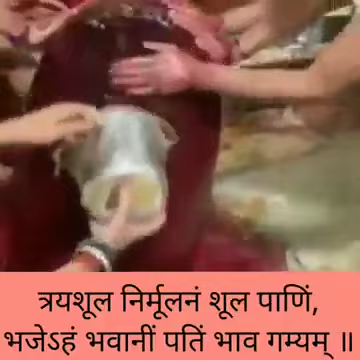 त्रयशूल निर्मूलनं शूल पाणिं,
भजेऽहं भवानीं पतिं भाव गम्यम् ॥